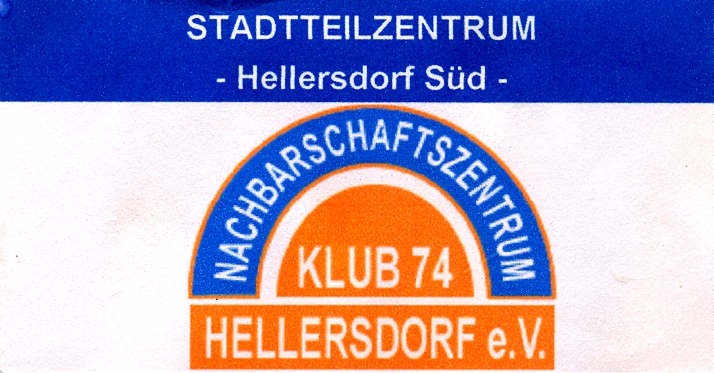 STADTTEILZENTRUM
- Hellersdorf Süd -
NACHBARSCHAFTSZENTRUM
KLUB 74
HELLERSDORF e.V.